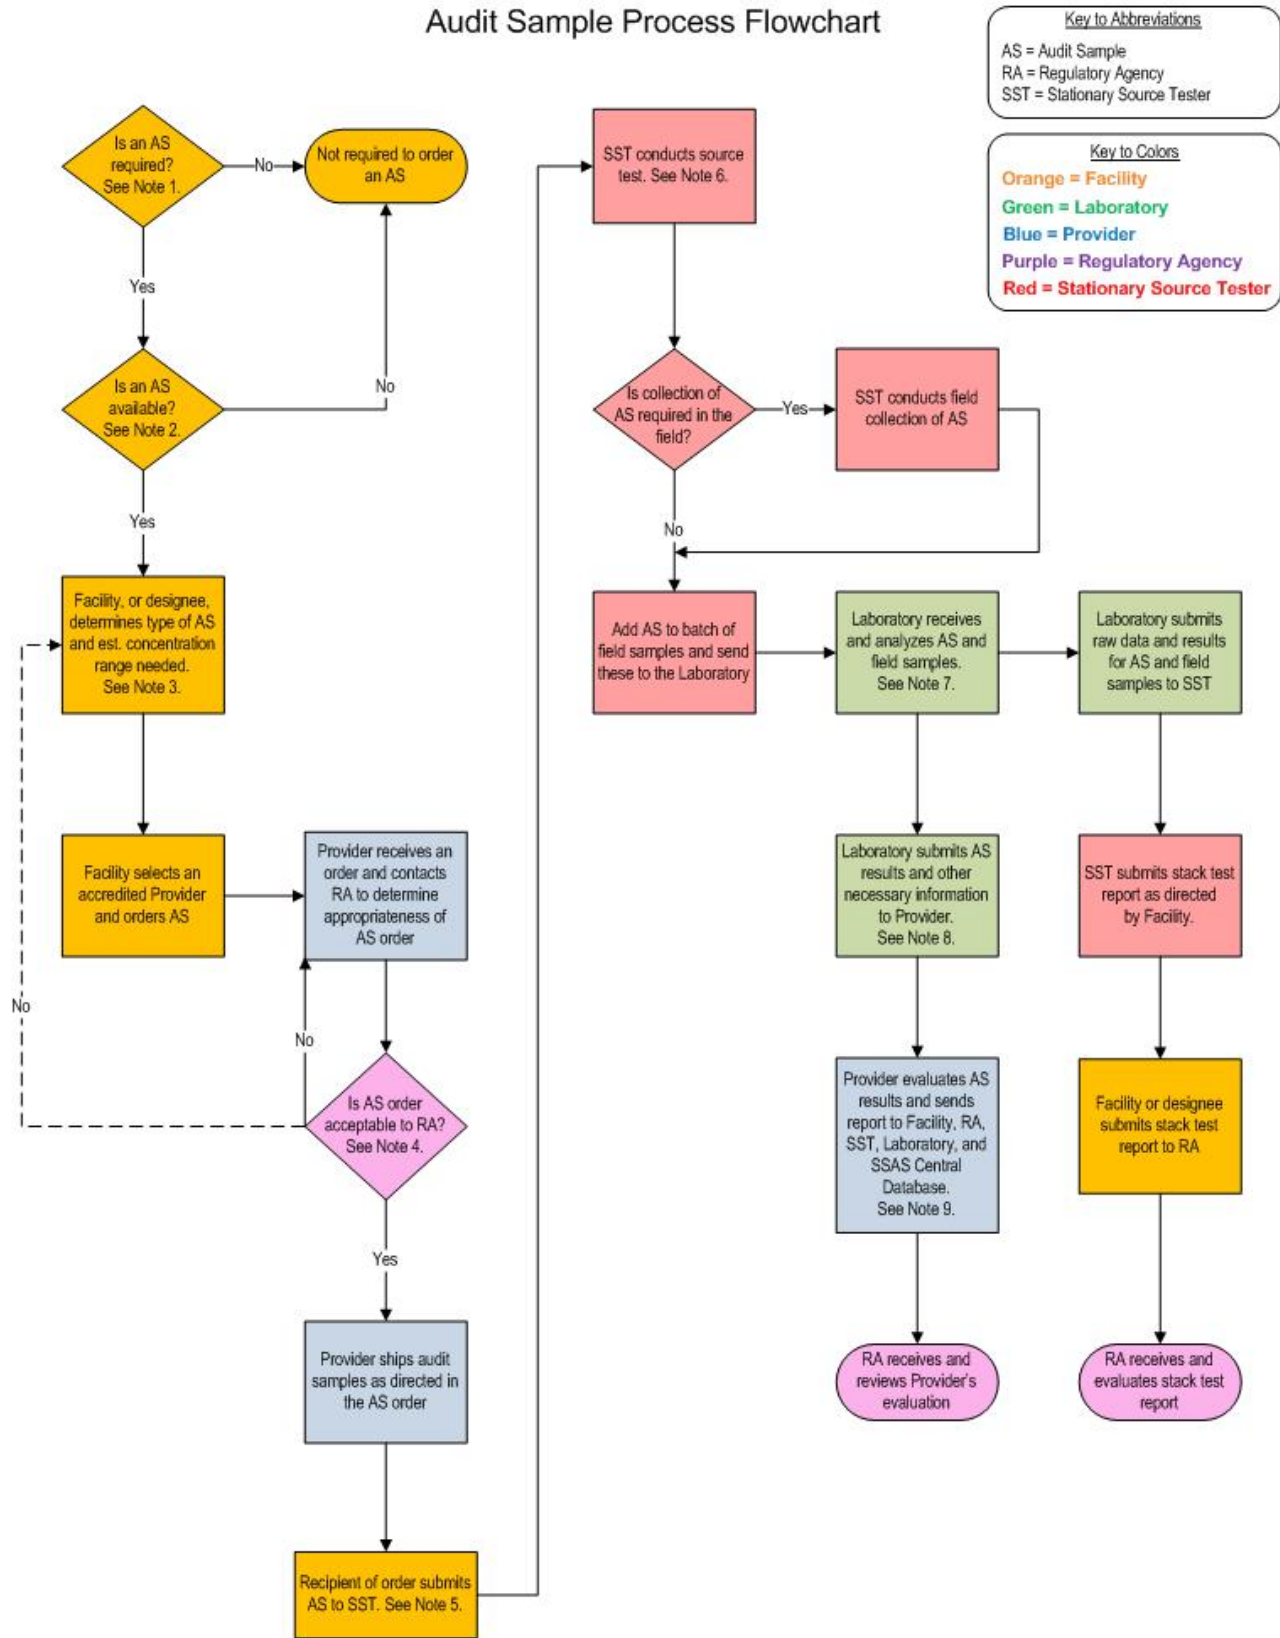 Audit Sample Process Flowchart
Key to Abbreviations
AS = Audit Sample
RA = Regulatory Agency
SST = Stationary Source Tester
Key to Colors
Orange = Facility
Green = Laboratory
Blue = Provider
Purple = Regulatory Agency
Red = Stationary Source Tester
Is an AS
required?
See Note 1.
No
Not required to order
an AS
Yes
Is an AS
available?
See Note 2.
No
Yes
Facility, or designee,
determines type of AS
and est. concentration
range needed.
See Note 3.
Facility selects an
accredited Provider
and orders AS
Provider receives an
order and contacts
RA to determine
appropriateness of
AS order
No
No
Is AS order
acceptable to RA?
See Note 4.
Yes
Provider ships audit
samples as directed in
the AS order
Recipient of order submits
AS to SST. See Note 5.
SST conducts source
test. See Note 6.
Is collection of
AS required in the
field?
Yes
SST conducts field
collection of AS
No
Add AS to batch of
field samples and send
these to the Laboratory
Laboratory receives
and analyzes AS and
field samples.
See Note 7.
Laboratory submits
raw data and results
for AS and field
samples to SST
Laboratory submits AS
results and other
necessary information
to Provider.
See Note 8.
SST submits stack test
report as directed
by Facility.
Provider evaluates AS
results and sends
report to Facility, RA,
SST, Laboratory, and
SSAS Central
Database.
See Note 9.
Facility or designee
submits stack test
report to RA
RA receives and
reviews Provider's
evaluation
RA receives and
evaluates stack test
report